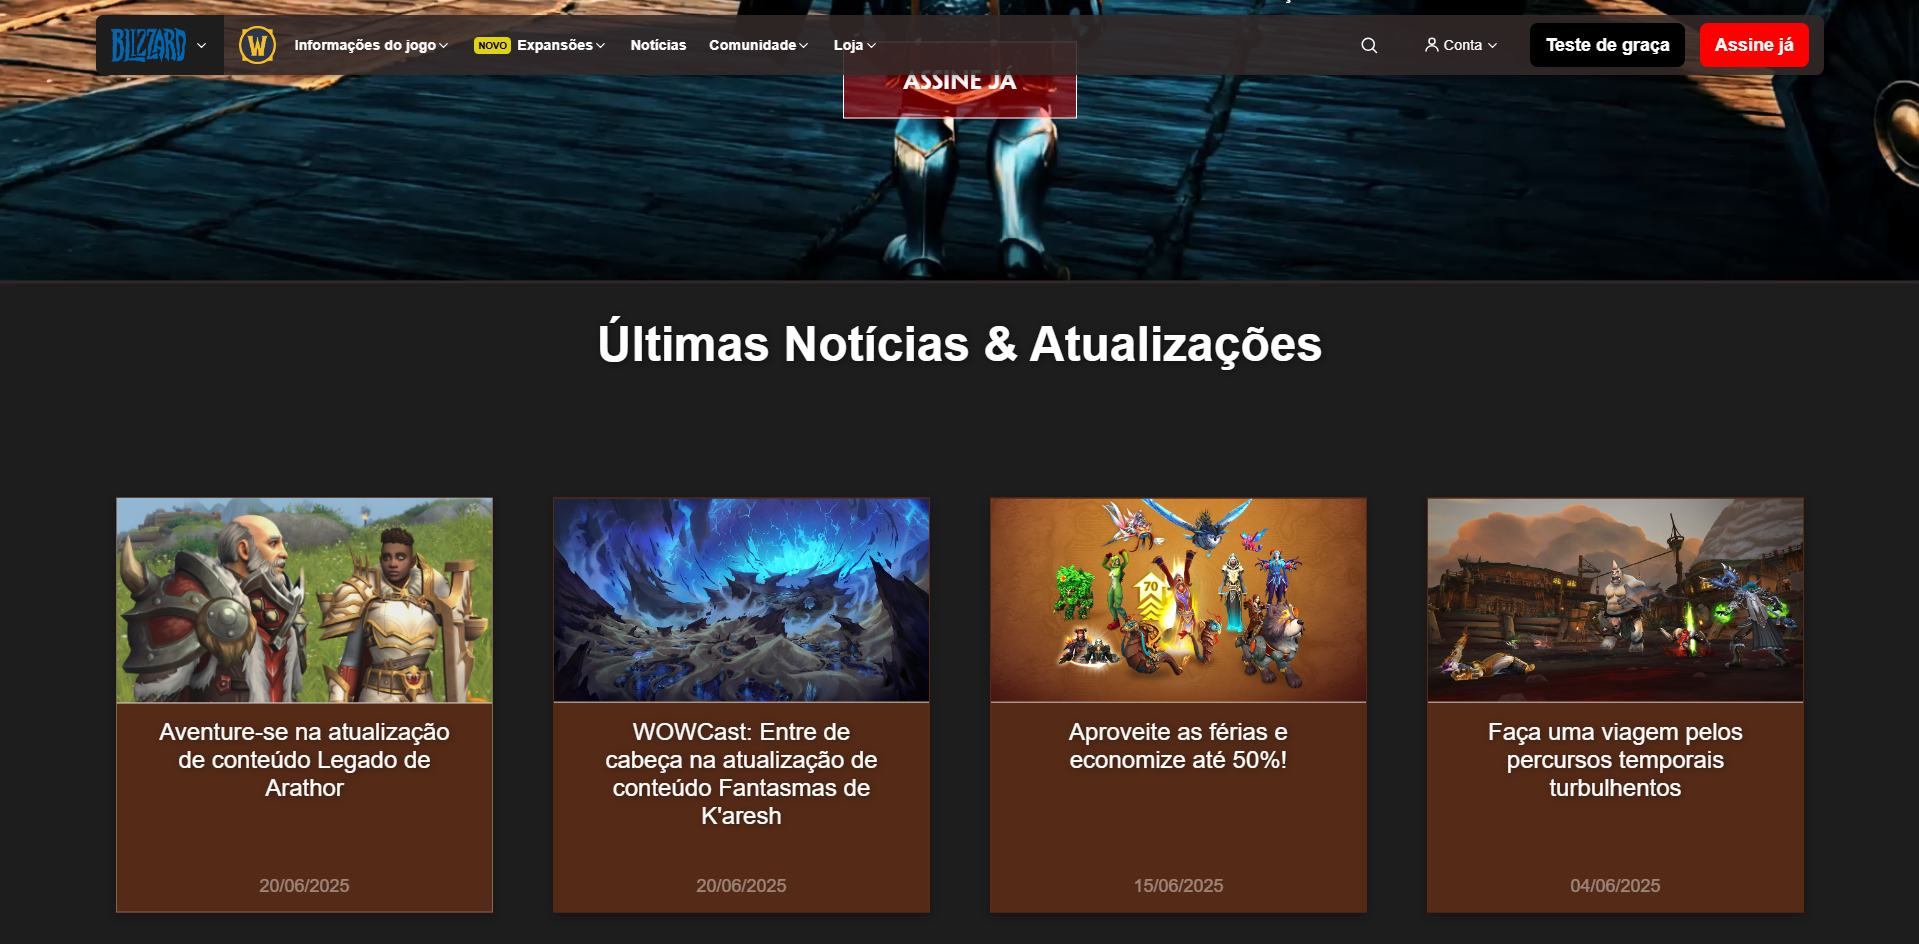 BLIZZARD
W
Informações do jogo
NOVO Expansões
Notícias
Comunidade
Loja
Conta
Teste de graça
Assine já
ASSINE JÁ
Últimas Notícias & Atualizações
70
Aventure-se na atualização
de conteúdo Legado de
Arathor
20/06/2025
WOWCast: Entre de
cabeça na atualização de
conteúdo Fantasmas de
K'aresh
20/06/2025
Aproveite as férias e
economize até 50%!
15/06/2025
Faça uma viagem pelos
percursos temporais
turbulhentos
04/06/2025